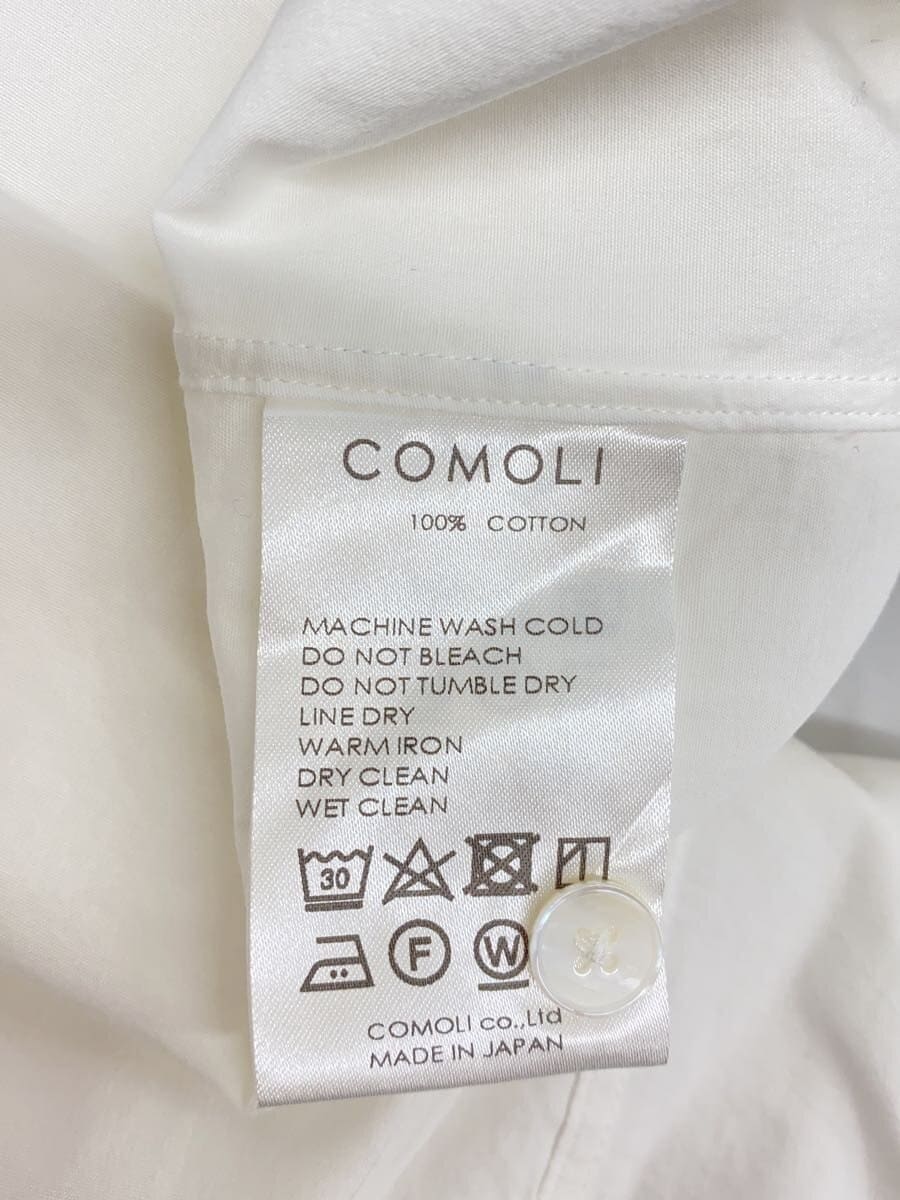 COMOLI
100% COTTON
MACHINE WASH COLD
DO NOT BLEACH
DO NOT TUMBLE DRY
LINE DRY
WARM IRON
DRY CLEAN
WET CLEAN
30
F W
COMOLI co.,Ltd
MADE IN JAPAN